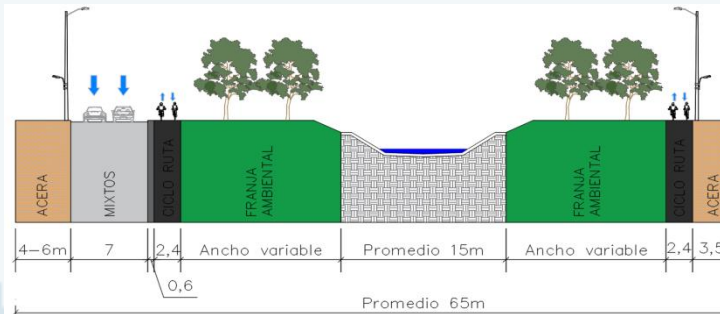 ACERA
MIXTOS
CICLO RUTA
FRANJA
AMBIENTAL
FRANJA
AMBIENTAL
CICLO RUTA
ACERA
4-6m
7
2,4
Ancho variable
Promedio 15m
Ancho variable
2,4
3,5
0,6
Promedio 65m